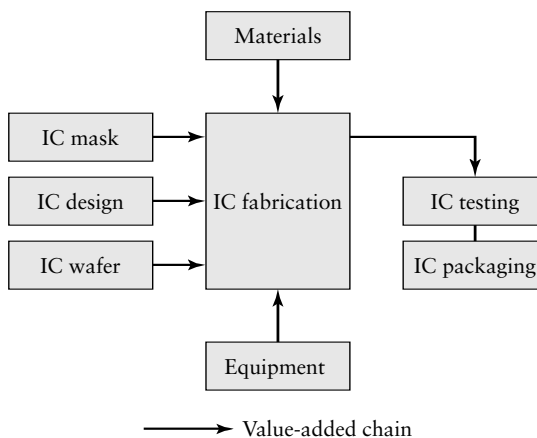 Materials
IC mask
IC design
IC fabrication
IC testing
IC wafer
IC packaging
Equipment
Value-added chain